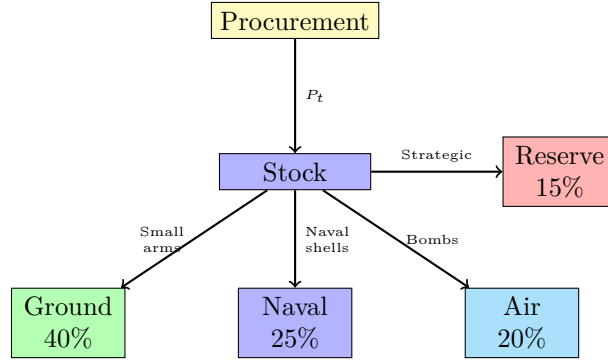 Procurement
P_t
Strategic
Stock
Reserve
15%
Small
arms
Naval
shells
Bombs
Ground
40%
Naval
25%
Air
20%